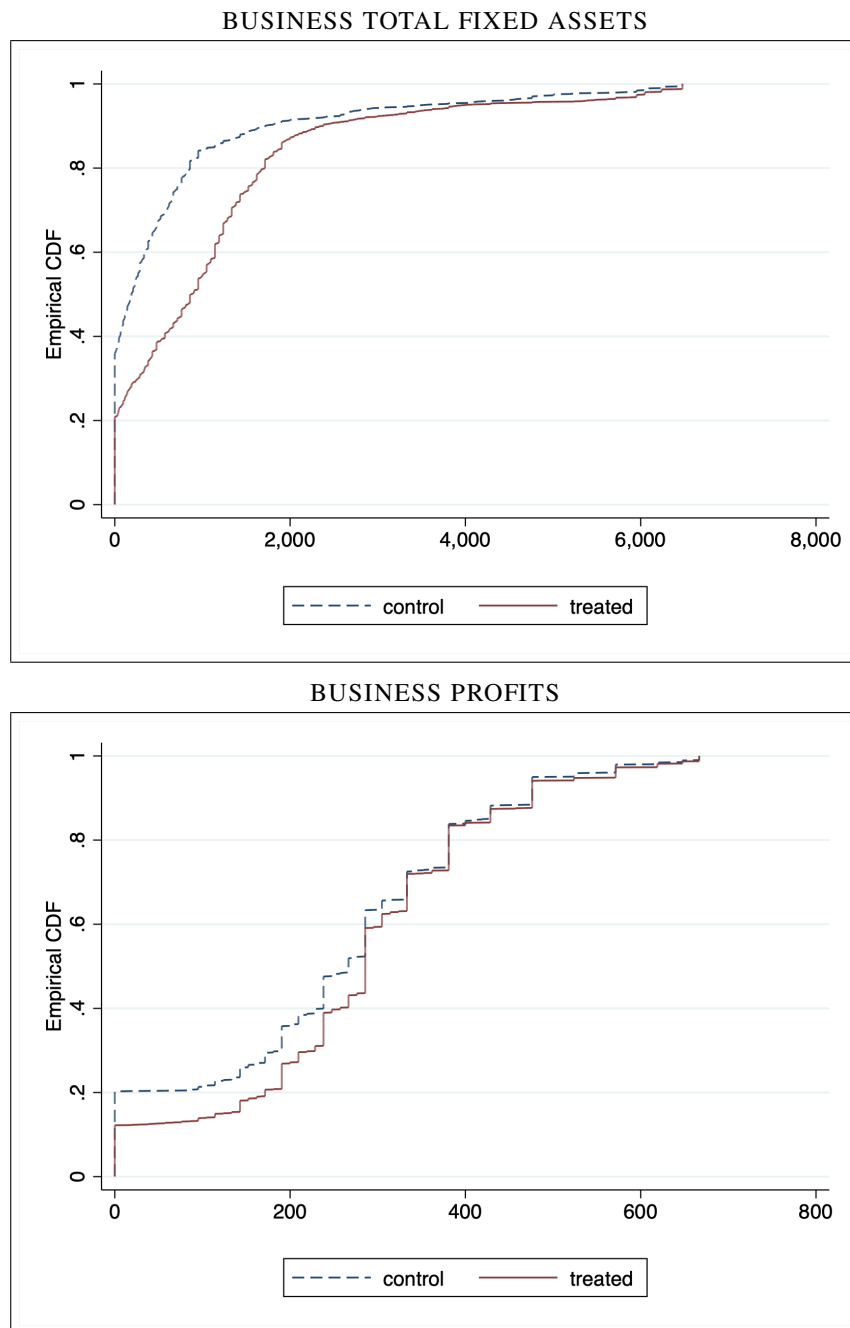 BUSINESS TOTAL FIXED ASSETS
Empirical CDF
1
.8
.6
.4
.2
0
0 2,000 4,000 6,000 8,000
control treated
BUSINESS PROFITS
Empirical CDF
1
.8
.6
.4
.2
0
0 200 400 600 800
control treated